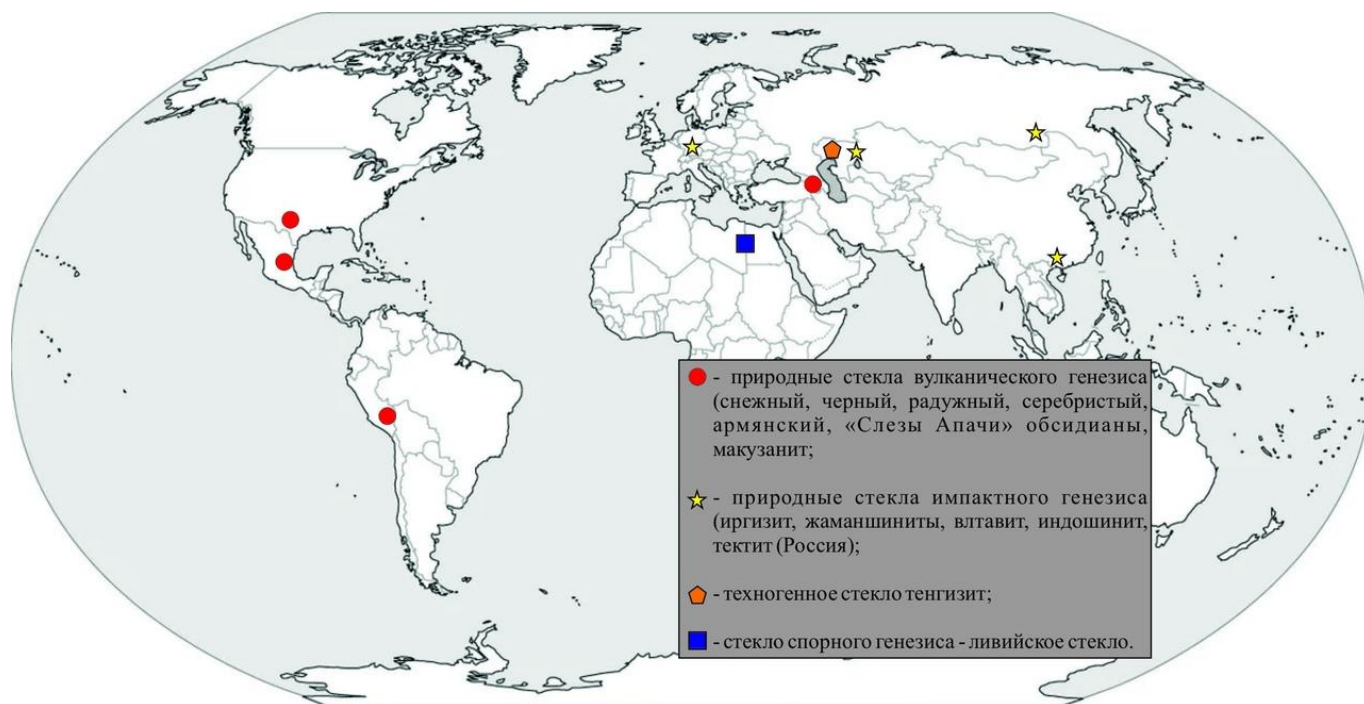 - природные стекла вулканического генезиса
(снежный, черный, радужный, серебристый,
армянский, «Слезы Апачи» обсидианы,
макузанит;
- природные стекла импактного генезиса
(иргизит, жаманшиниты, влтавит, индошинит,
тектит (Россия);
- техногенное стекло тенгизит;
- стекло спорного генезиса - ливийское стекло.